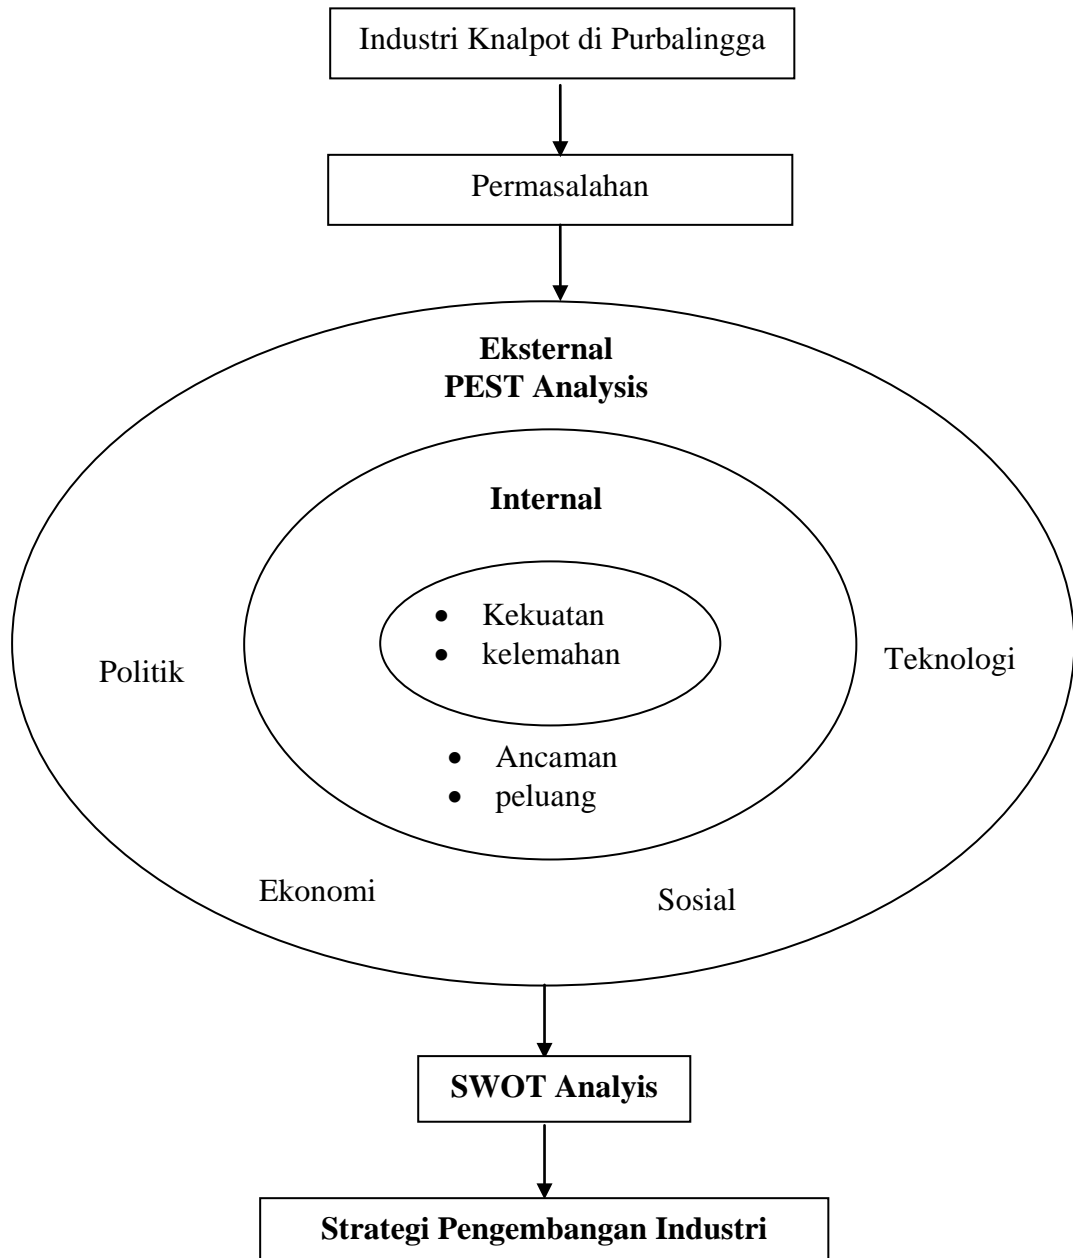 Industri Knalpot di Purbalingga
Permasalahan
Eksternal
PEST Analysis
Internal
• Kekuatan
• kelemahan
Politik
Teknologi
• Ancaman
• peluang
Ekonomi
Sosial
SWOT Analyis
Strategi Pengembangan Industri